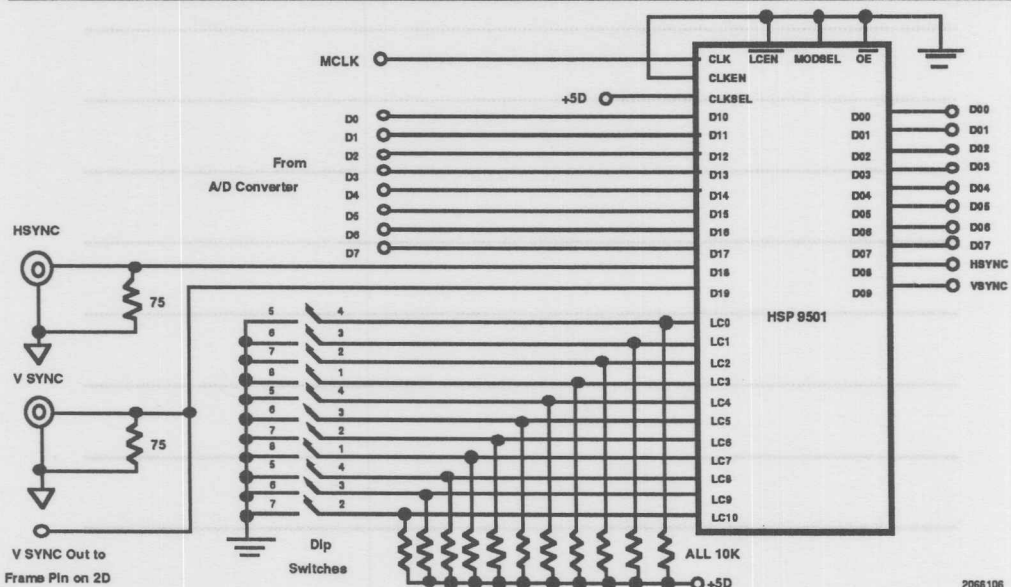 MCLK
CLK LCEN MODSEL OE
CLKEN
+5D CLKSEL
D0 D10 D00 D00
D1 D11 D01 D01
D2 D12 D02 D02
From
D3 D13 D03 D03
A/D Converter
D4 D14 D04 D04
D5 D15 D05 D05
D6 D16 D06 D06
D7 D17 D07 D07
HSYNC
D18 D08 HSYNC
D19 D09 VSYNC
75
HSP 9501
5 4 LC0
6 3 LC1
7 2 LC2
V SYNC
8 1 LC3
5 4 LC4
6 3 LC5
75
7 2 LC6
8 1 LC7
5 4 LC8
6 3 LC9
7 2 LC10
V SYNC Out to
Frame Pin on 2D
Dip
Switches
ALL 10K
+5D
2066106